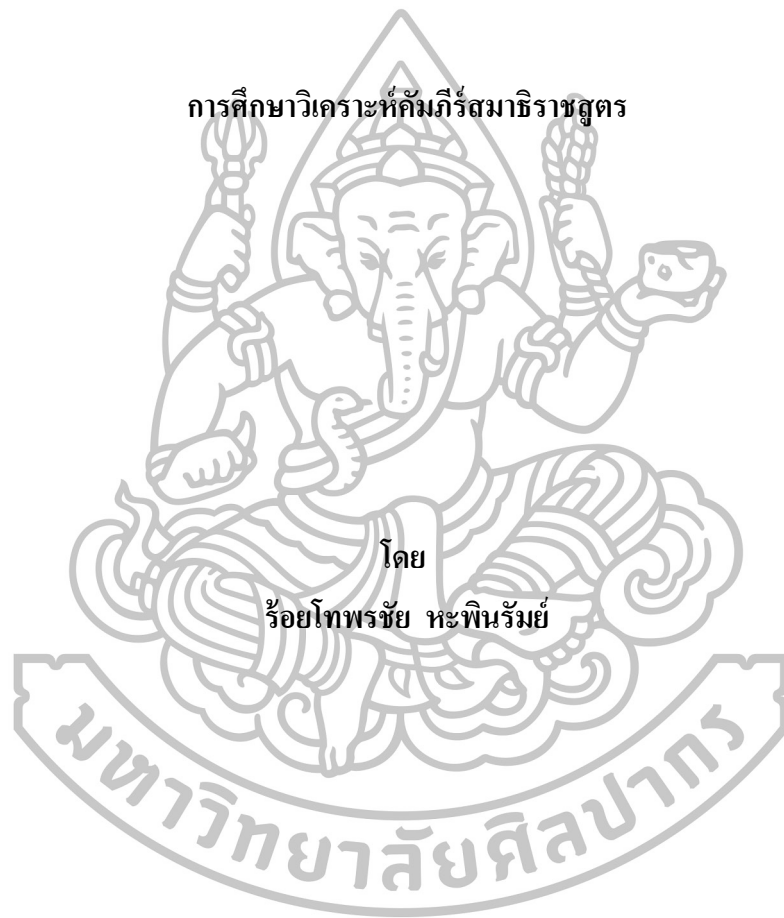 การศึกษาวิเคราะห์คัมภีร์สมาธิราชสูตร
โดย
ร้อยโทพรชัย หะพินรัมย์
มหาวิทยาลัยศิลปากร